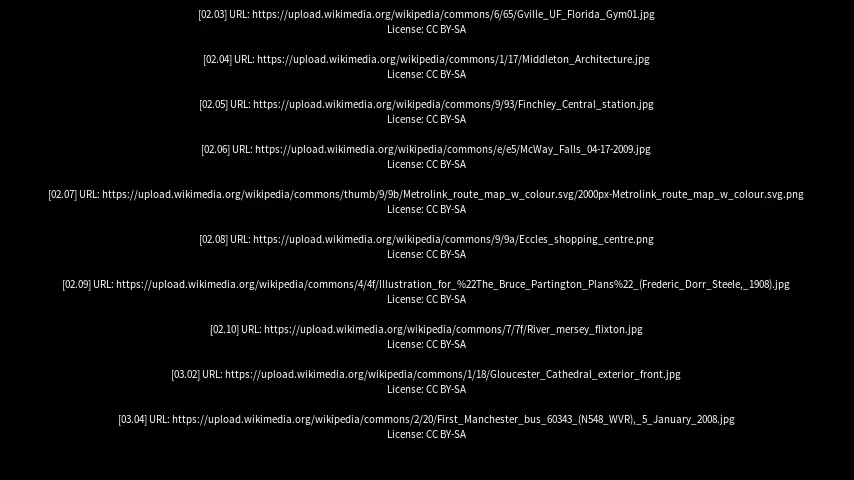 [02.03] URL: https://upload.wikimedia.org/wikipedia/commons/6/65/Gville_UF_Florida_Gym01.jpg
License: CC BY-SA
[02.04] URL: https://upload.wikimedia.org/wikipedia/commons/1/17/Middleton_Architecture.jpg
License: CC BY-SA
[02.05] URL: https://upload.wikimedia.org/wikipedia/commons/9/93/Finchley_Central_station.jpg
License: CC BY-SA
[02.06] URL: https://upload.wikimedia.org/wikipedia/commons/e/e5/McWay_Falls_04-17-2009.jpg
License: CC BY-SA
[02.07] URL: https://upload.wikimedia.org/wikipedia/commons/thumb/9/9b/Metrolink_route_map_w_colour.svg/2000px-Metrolink_route_map_w_colour.svg.png
License: CC BY-SA
[02.08] URL: https://upload.wikimedia.org/wikipedia/commons/9/9a/Eccles_shopping_centre.png
License: CC BY-SA
[02.09] URL: https://upload.wikimedia.org/wikipedia/commons/4/4f/Illustration_for_%22The_Bruce_Partington_Plans%22_(Frederic_Dorr_Steele,_1908).jpg
License: CC BY-SA
[02.10] URL: https://upload.wikimedia.org/wikipedia/commons/7/7f/River_mersey_flixton.jpg
License: CC BY-SA
[03.02] URL: https://upload.wikimedia.org/wikipedia/commons/1/18/Gloucester_Cathedral_exterior_front.jpg
License: CC BY-SA
[03.04] URL: https://upload.wikimedia.org/wikipedia/commons/2/20/First_Manchester_bus_60343_(N548_WVR),_5_January_2008.jpg
License: CC BY-SA